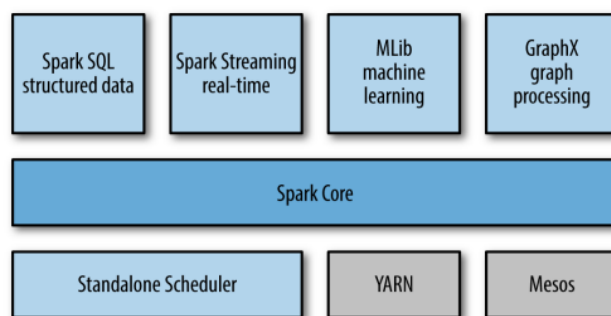 Spark SQL
structured data
Spark Streaming
real-time
MLib
machine
learning
GraphX
graph
processing
Spark Core
Standalone Scheduler
YARN
Mesos